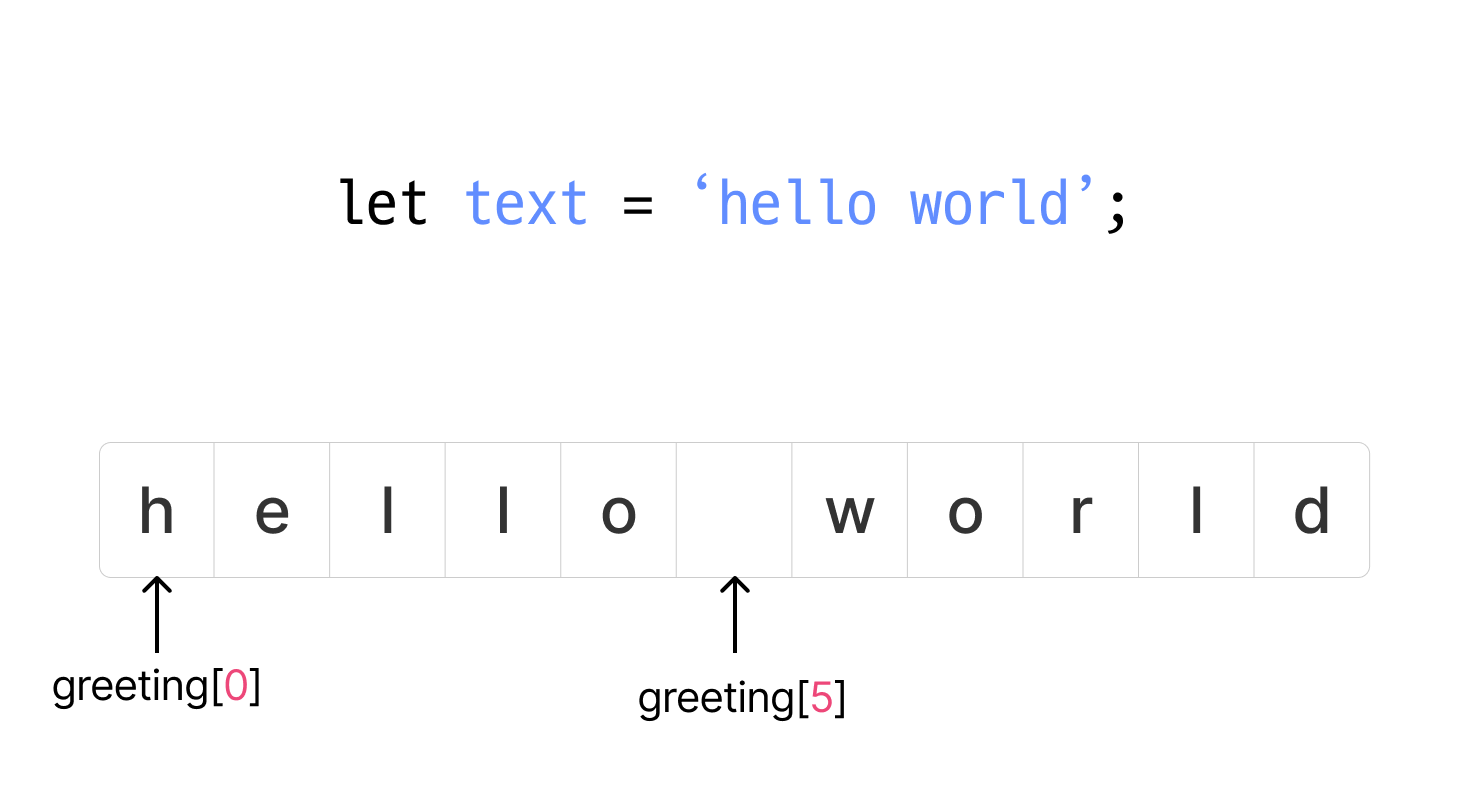 let text = ‘hello world’;
h e l l o w o r l d
greeting[0]
greeting[5]